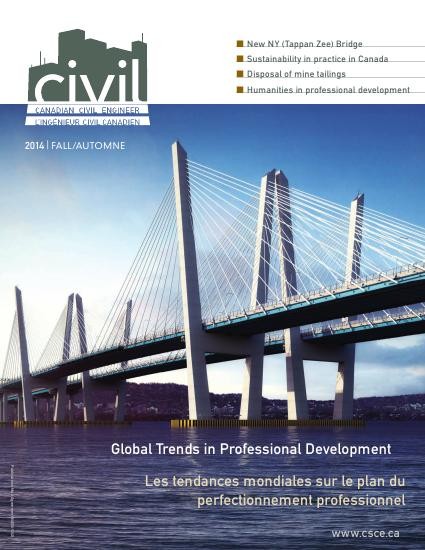 New NY (Tappan Zee) Bridge
Sustainability in practice in Canada
Disposal of mine tailings
Humanities in professional development
civil
CANADIAN CIVIL ENGINEER
L'INGÉNIEUR CIVIL CANADIEN
2014 | FALL/AUTOMNE
Global Trends in Professional Development
Les tendances mondiales sur le plan du
perfectionnement professionnel
www.csce.ca